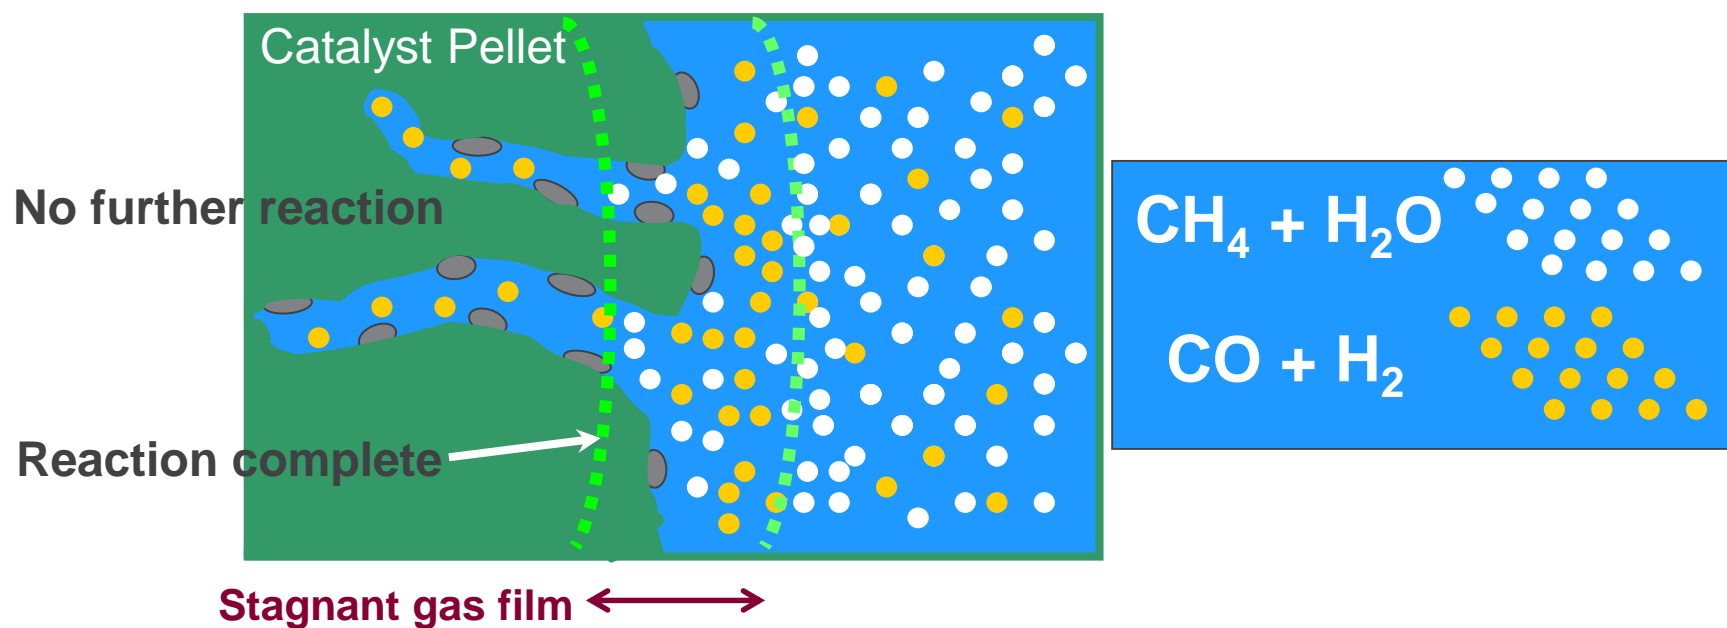 Catalyst Pellet
No further reaction
CH₄ + H₂O
CO + H₂
Reaction complete
Stagnant gas film